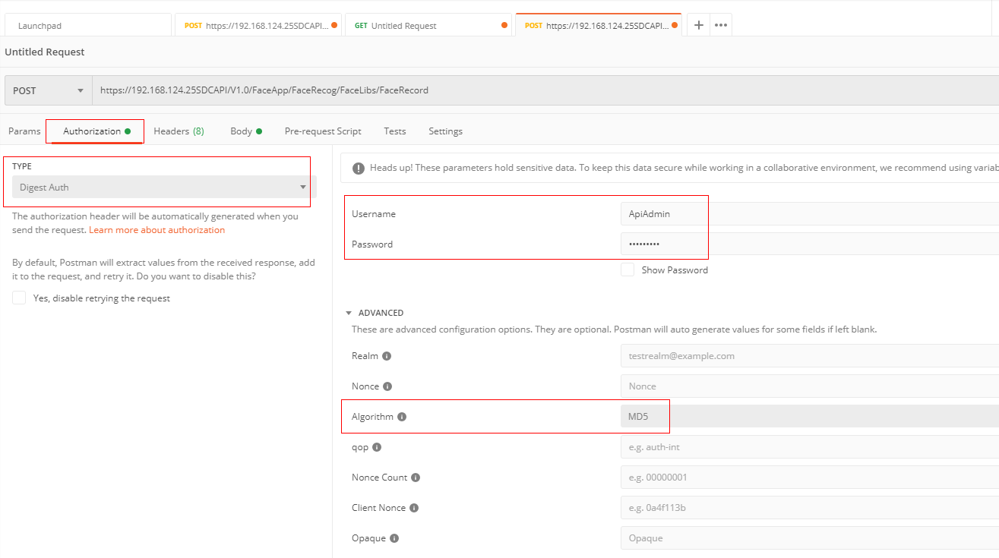 Launchpad
POST https://192.168.124.25SDCAPI...
GET Untitled Request
POST https://192.168.124.25SDCAPI...
Untitled Request
POST
https://192.168.124.25SDCAPI/V1.0/FaceApp/FaceRecog/FaceLibs/FaceRecord
Params
Authorization
Headers (8)
Body
Pre-request Script
Tests
Settings
TYPE
Digest Auth
The authorization header will be automatically generated when you
send the request. Learn more about authorization
By default, Postman will extract values from the received response, add
it to the request, and retry it. Do you want to disable this?
Yes, disable retrying the request
Heads up! These parameters hold sensitive data. To keep this data secure while working in a collaborative environment, we recommend using variab
Username
ApiAdmin
Password
•••••••••
Show Password
ADVANCED
These are advanced configuration options. They are optional. Postman will auto generate values for some fields if left blank.
Realm
testrealm@example.com
Nonce
Nonce
Algorithm
MD5
qop
e.g. auth-int
Nonce Count
e.g. 00000001
Client Nonce
e.g. 0a4f113b
Opaque
Opaque